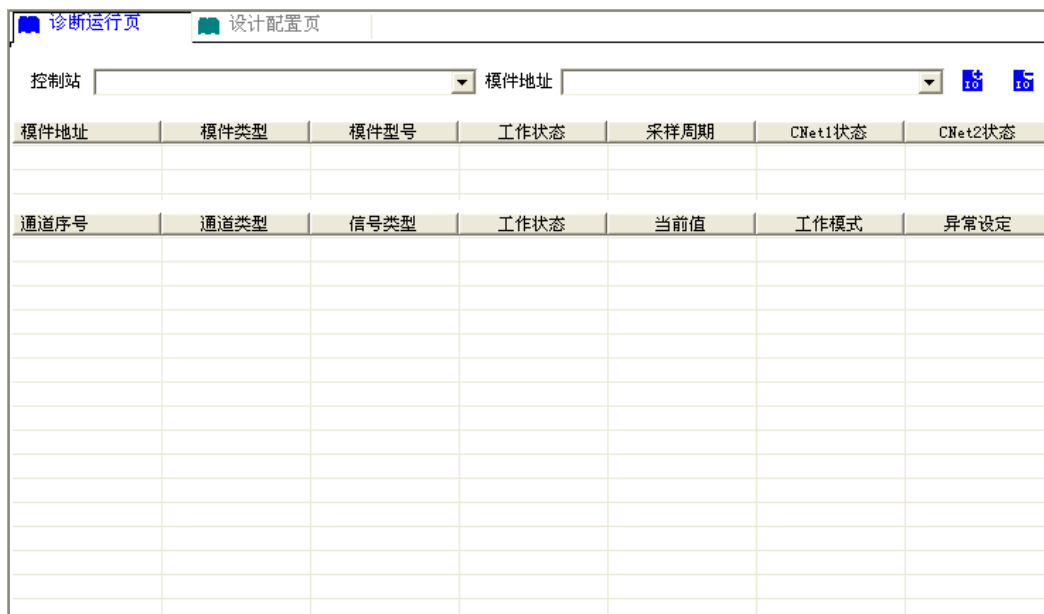 诊断运行页 设计配置页
控制站 模件地址
模件地址 模件类型 模件型号 工作状态 采样周期 CNet1状态 CNet2状态
通道序号 通道类型 信号类型 工作状态 当前值 工作模式 异常设定